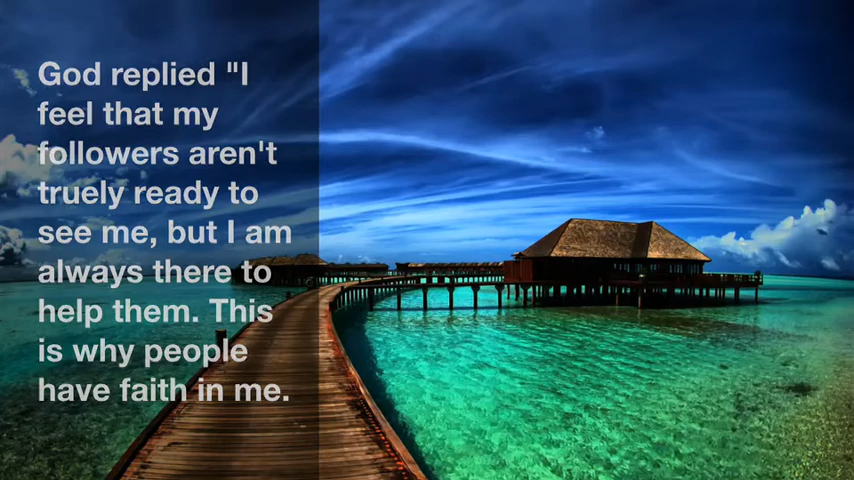 God replied "I
feel that my
followers aren't
truely ready to
see me, but I am
always there to
help them. This
is why people
have faith in me.